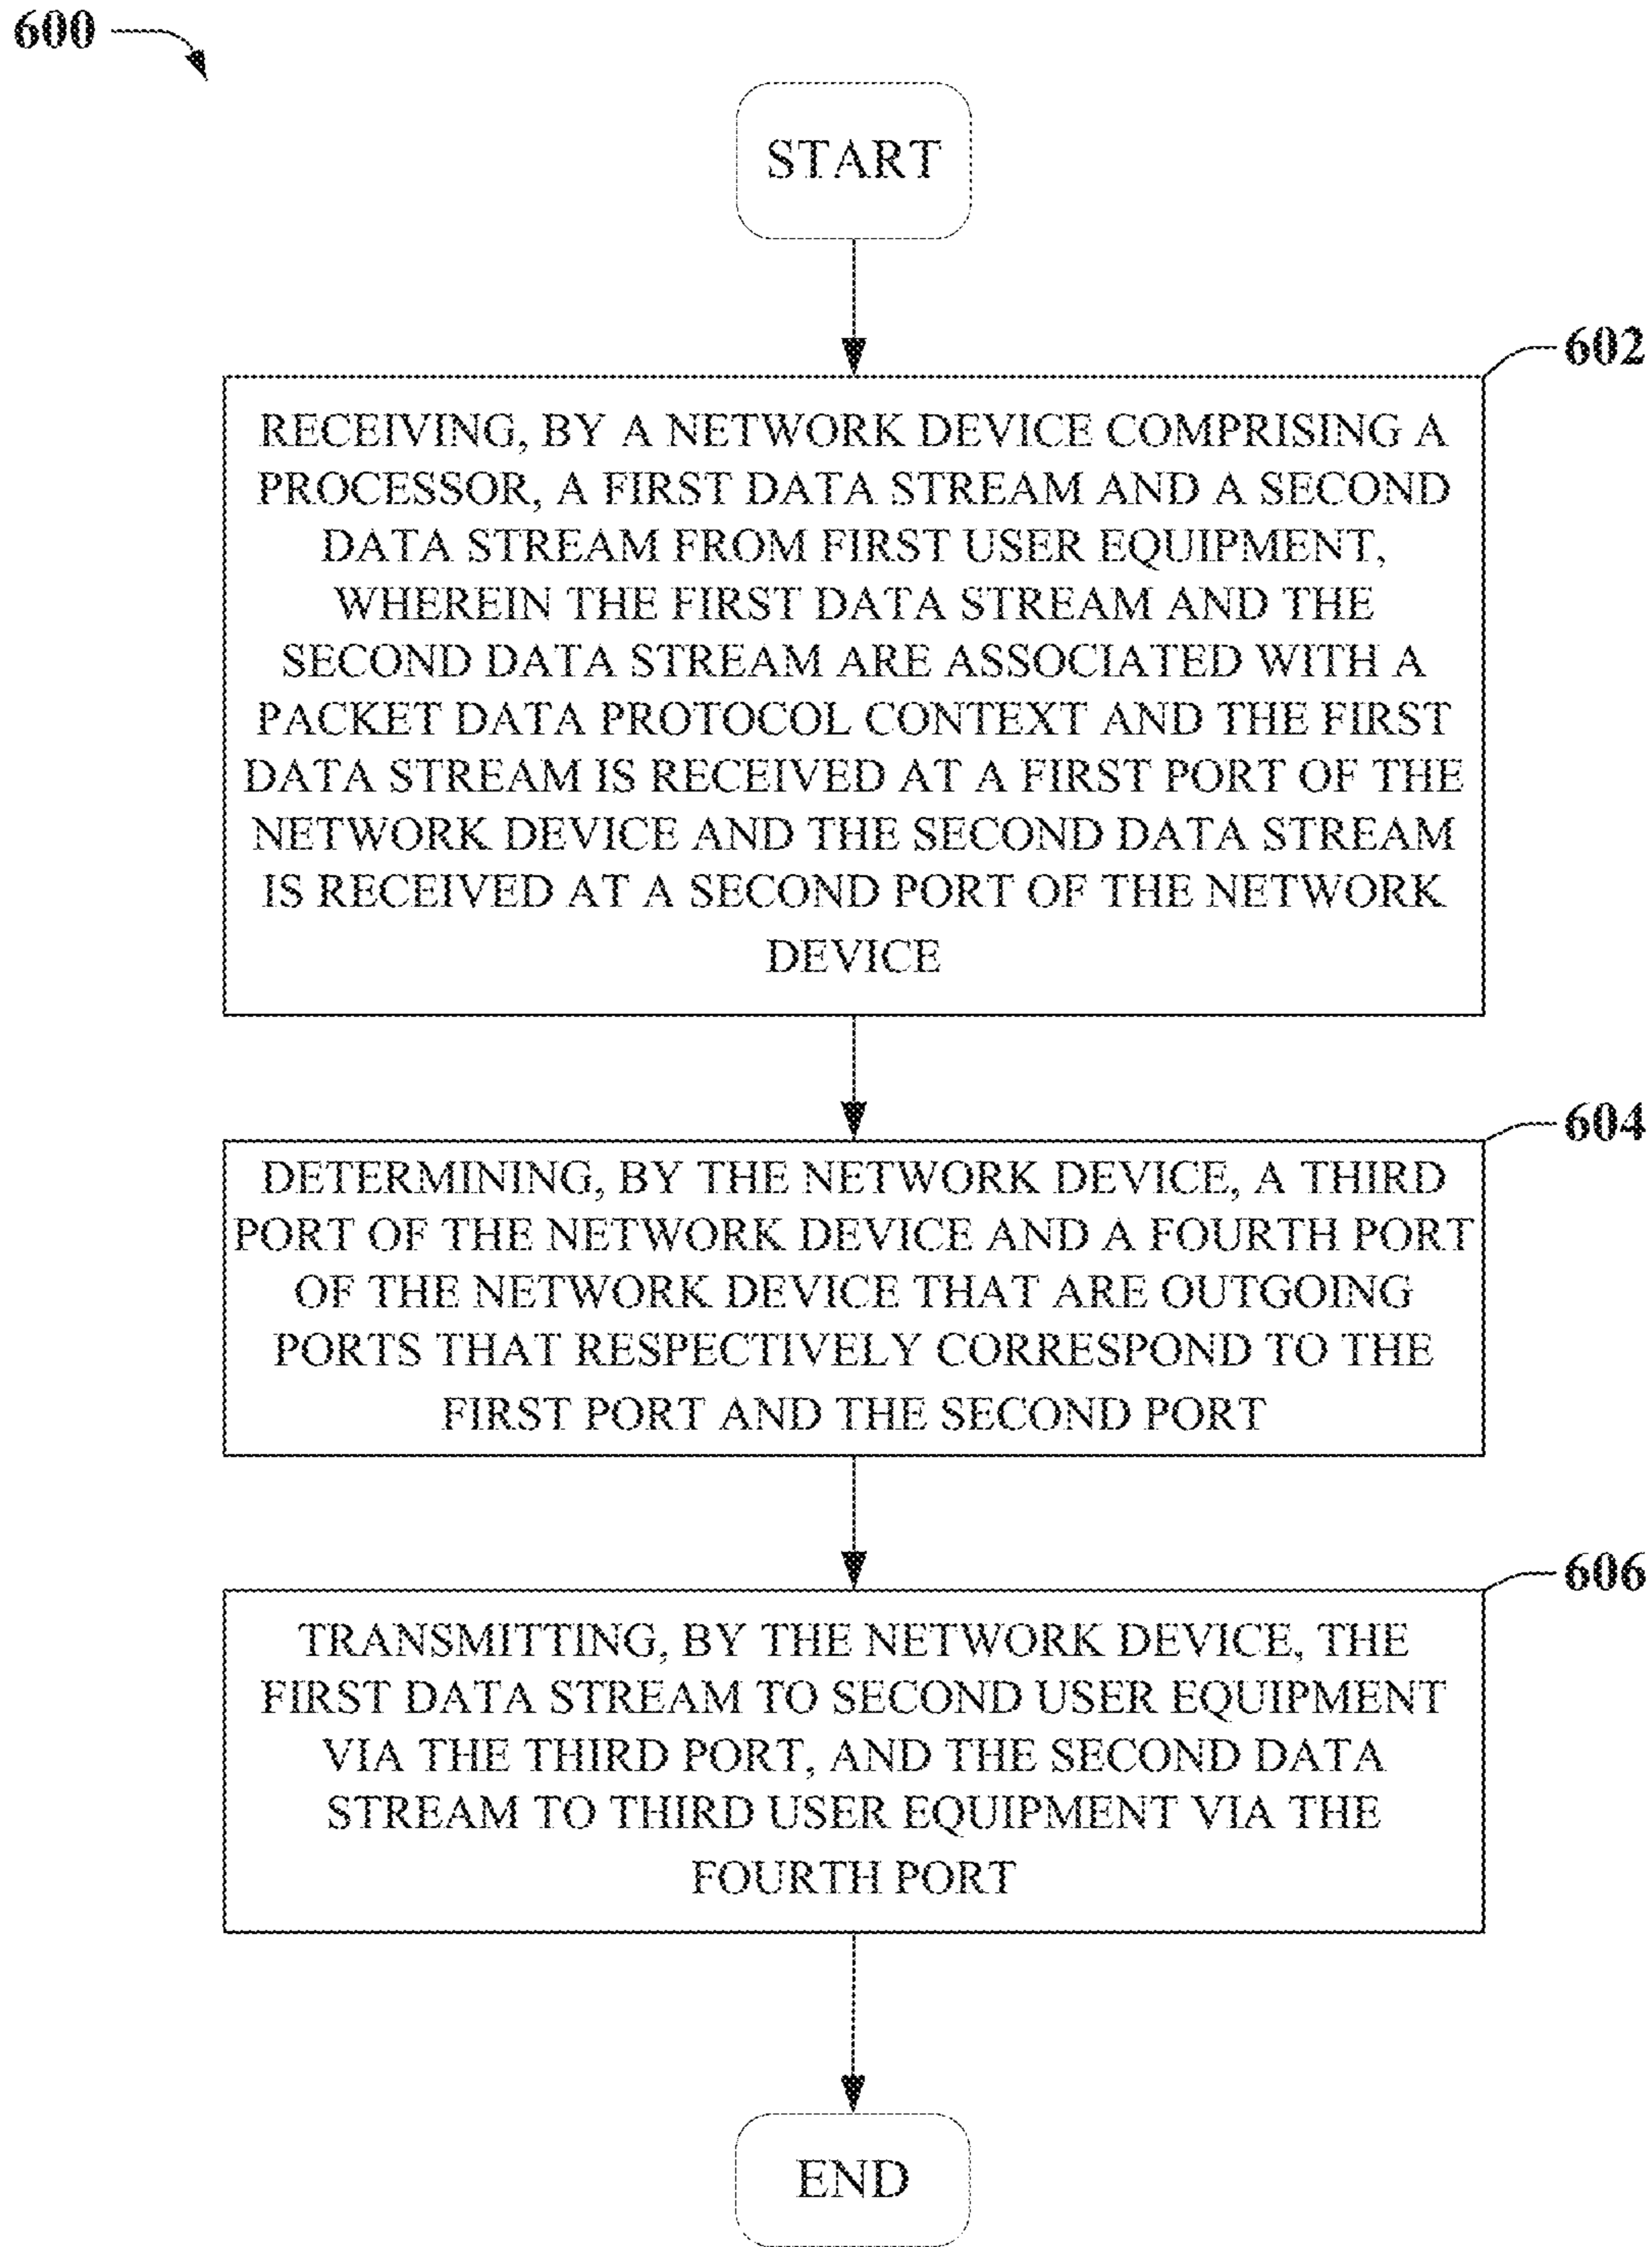 600
START
602
RECEIVING, BY A NETWORK DEVICE COMPRISING A
PROCESSOR, A FIRST DATA STREAM AND A SECOND
DATA STREAM FROM FIRST USER EQUIPMENT,
WHEREIN THE FIRST DATA STREAM AND THE
SECOND DATA STREAM ARE ASSOCIATED WITH A
PACKET DATA PROTOCOL CONTEXT AND THE FIRST
DATA STREAM IS RECEIVED AT A FIRST PORT OF THE
NETWORK DEVICE AND THE SECOND DATA STREAM
IS RECEIVED AT A SECOND PORT OF THE NETWORK
DEVICE
604
DETERMINING, BY THE NETWORK DEVICE, A THIRD
PORT OF THE NETWORK DEVICE AND A FOURTH PORT
OF THE NETWORK DEVICE THAT ARE OUTGOING
PORTS THAT RESPECTIVELY CORRESPOND TO THE
FIRST PORT AND THE SECOND PORT
606
TRANSMITTING, BY THE NETWORK DEVICE, THE
FIRST DATA STREAM TO SECOND USER EQUIPMENT
VIA THE THIRD PORT, AND THE SECOND DATA
STREAM TO THIRD USER EQUIPMENT VIA THE
FOURTH PORT
END